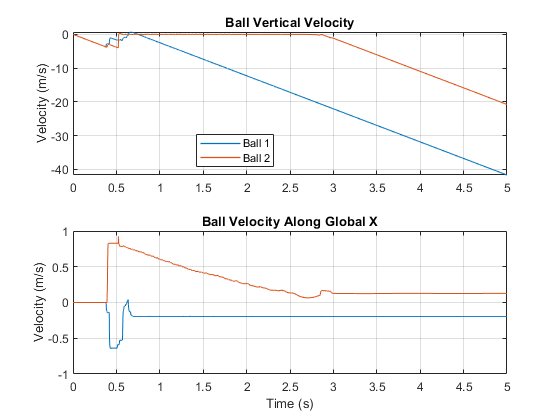 Ball Vertical Velocity
Velocity (m/s)
0
-10
-20
-30
-40
Ball 1
Ball 2
0 0.5 1 1.5 2 2.5 3 3.5 4 4.5 5
Ball Velocity Along Global X
Velocity (m/s)
1
0.5
0
-0.5
-1
0 0.5 1 1.5 2 2.5 3 3.5 4 4.5 5
Time (s)